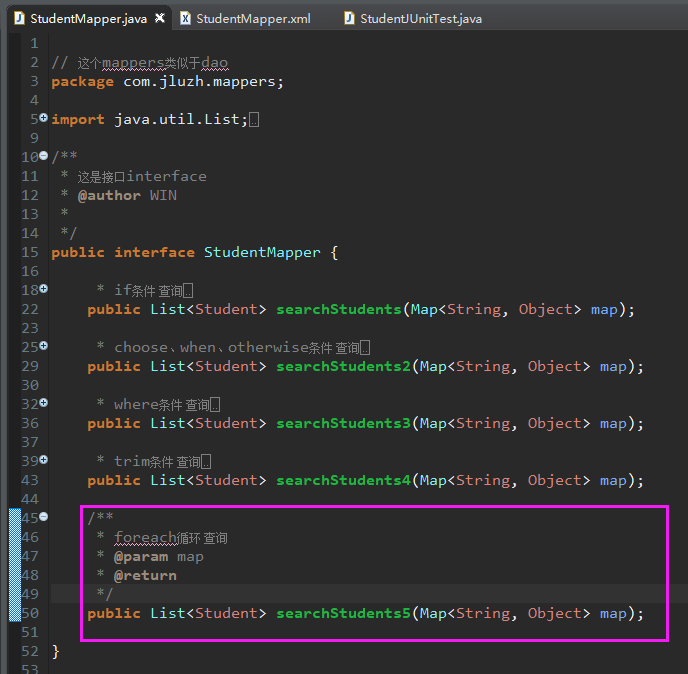 StudentMapper.java StudentMapper.xml StudentJUnitTest.java
1
2 // 这个mappers类似于dao
3 package com.jluzh.mappers;
4
5 import java.util.List;
9
10 /**
11 * 这是接口interface
12 * @author WIN
13 *
14 */
15 public interface StudentMapper {
16
18 * if条件查询
22 public List<Student> searchStudents(Map<String, Object> map);
23
25 * choose、when、otherwise条件查询
29 public List<Student> searchStudents2(Map<String, Object> map);
30
32 * where条件查询
36 public List<Student> searchStudents3(Map<String, Object> map);
37
39 * trim条件查询
43 public List<Student> searchStudents4(Map<String, Object> map);
44
45 /**
46 * foreach循环查询
47 * @param map
48 * @return
49 */
50 public List<Student> searchStudents5(Map<String, Object> map);
51
52 }
53